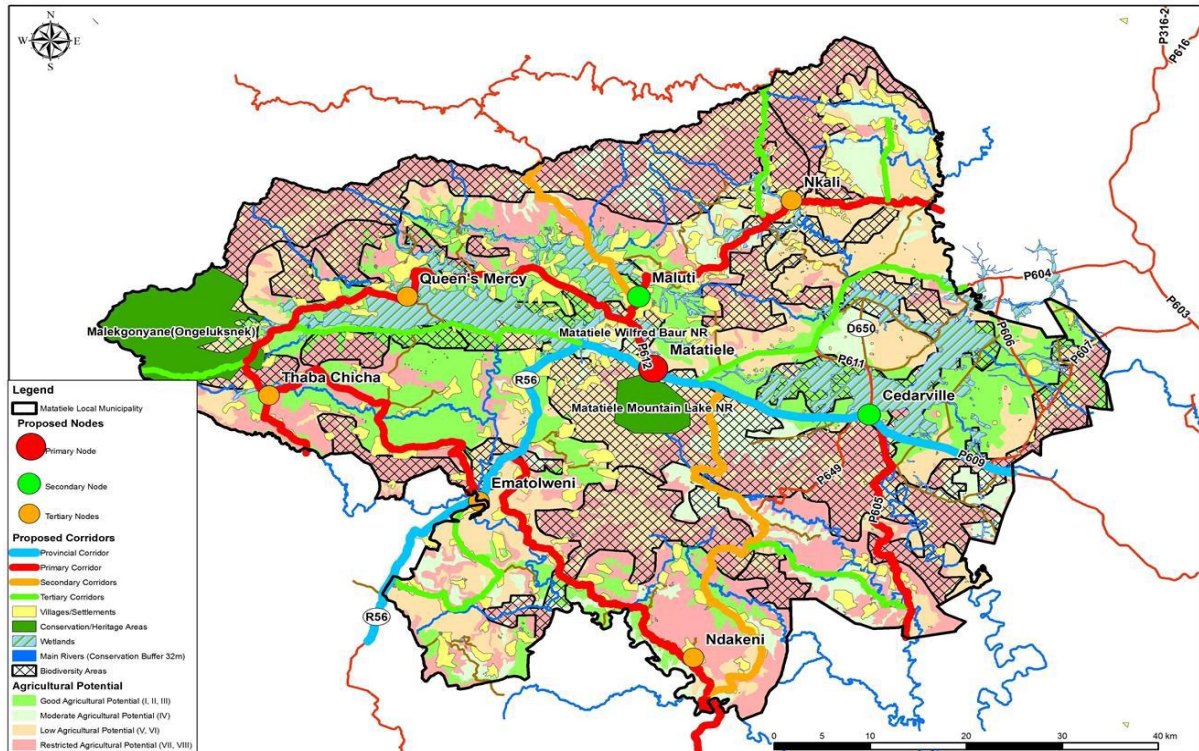 N
W E
S
P316-2
P616
Nkali
P604
P603
Queen's Mercy
Maluti
Malekgonyane(Ongeluksnek)
Matatiele Wilfred Baur NR
D650
P606
P607
P612
Matatiele
P611
R56
Thaba Chicha
Matatiele Mountain Lake NR
Cedarville
P609
P649
Ematolweni
P605
R56
Ndakeni
Legend
Matatiele Local Municipality
Proposed Nodes
Primary Node
Secondary Node
Tertiary Nodes
Proposed Corridors
Provincial Corridor
Primary Corridor
Secondary Corridors
Tertiary Corridors
Villages/Settlements
Conservation/Heritage Areas
Wetlands
Main Rivers (Conservation Buffer 32m)
Biodiversity Areas
Agricultural Potential
Good Agricultural Potential (I, II, III)
Moderate Agricultural Potential (IV)
Low Agricultural Potential (V, VI)
Restricted Agricultural Potential (VII, VIII)
0 5 10 20 30 40 km